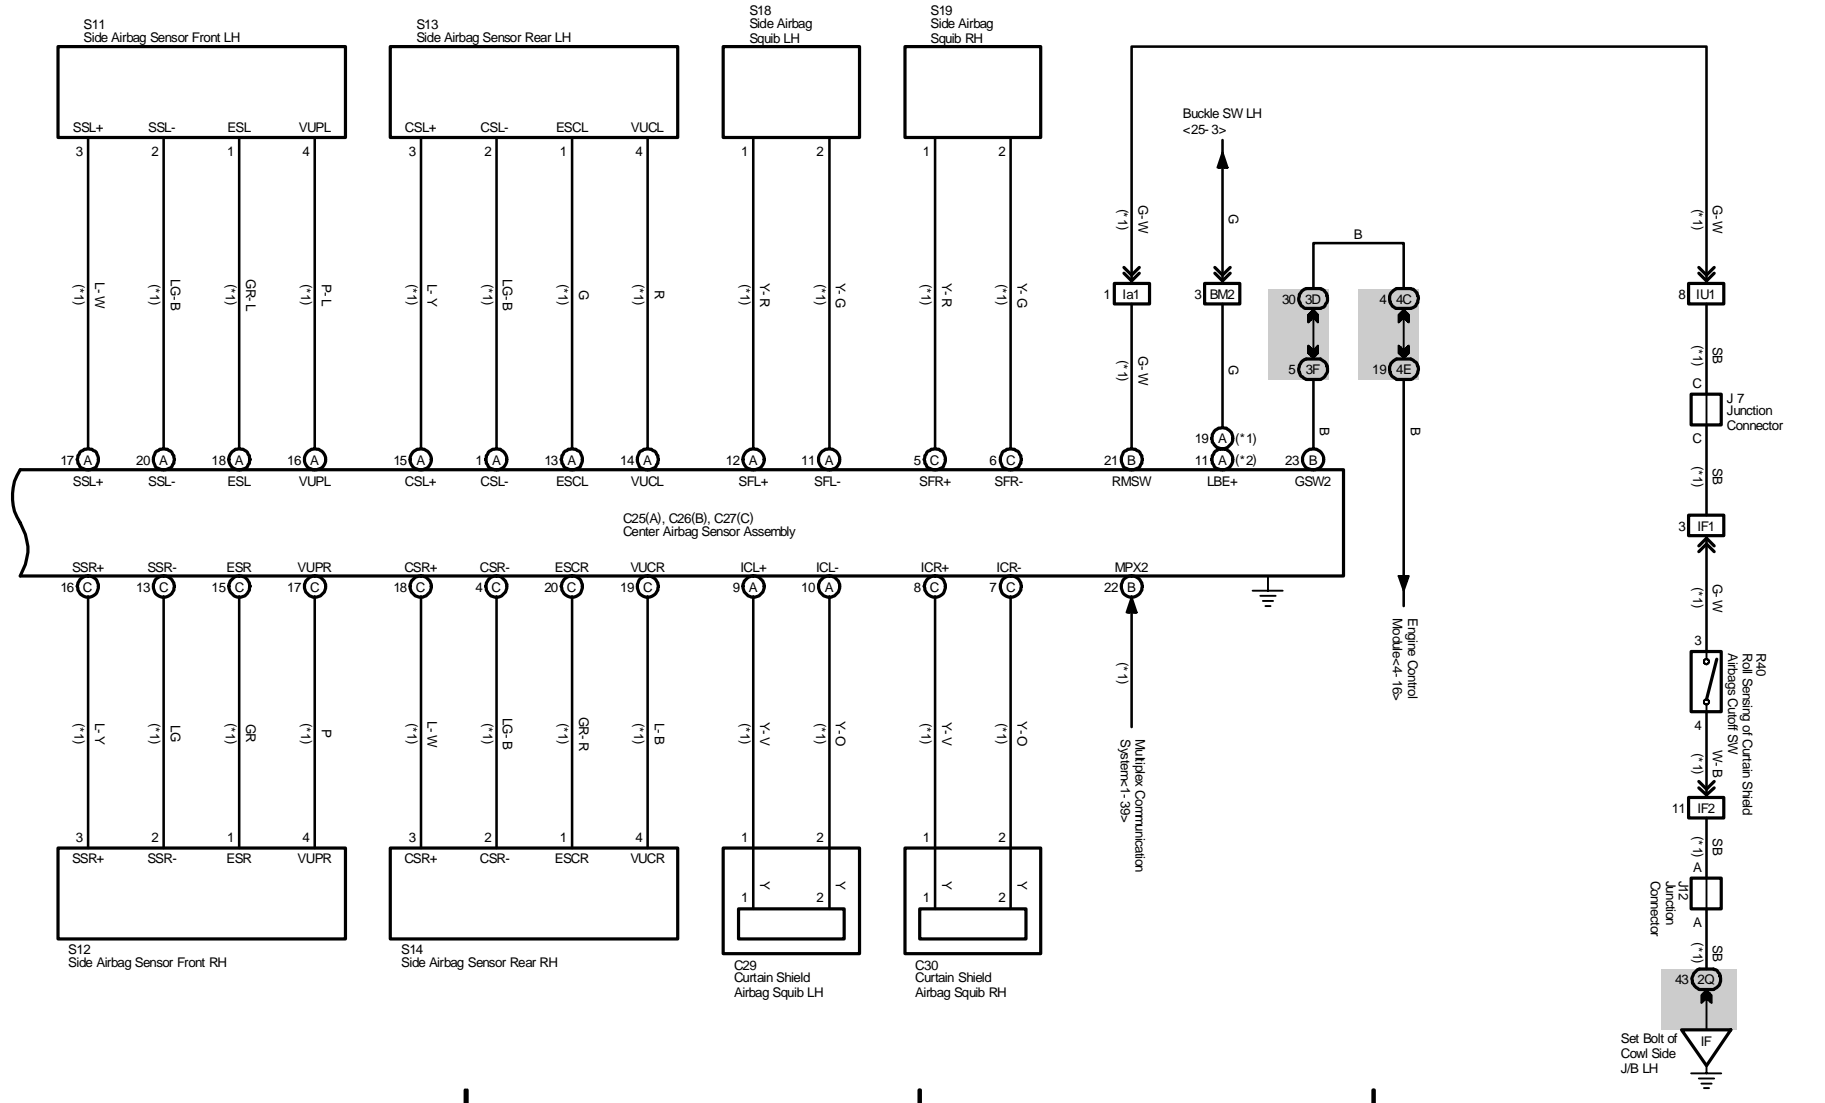 S11
Side Airbag Sensor Front LH
S13
Side Airbag Sensor Rear LH
S18
Side Airbag
Squib LH
S19
Side Airbag
Squib RH
SSL+ SSL- ESL VUPL
CSL+ CSL- ESCL VUCL
3 2 1 4
3 2 1 4
1 2
1 2
Buckle SW LH
<25-3>
L-W (*1)
LG-B (*1)
GR-L (*1)
P-L (*1)
L-Y (*1)
LG-B (*1)
G (*1)
R (*1)
Y-R (*1)
Y-G (*1)
Y-R (*1)
Y-G (*1)
G-W (*1)
G
B
G-W (*1)
1 Ia1
3 BM2
30 3D
4 4C
8 IU1
G-W (*1)
G
5 3F
19 4E
SB (*1)
C
J 7
Junction
Connector
C
B
B
SB (*1)
17 A
20 A
18 A
16 A
15 A
1 A
13 A
14 A
12 A
11 A
5 C
6 C
21 B
19 A (*1)
11 A (*2)
23 B
SSL+ SSL- ESL VUPL CSL+ CSL- ESCL VUCL SFL+ SFL- SFR+ SFR- RMSW LBE+ GSW2
C25(A), C26(B), C27(C)
Center Airbag Sensor Assembly
3 IF1
SSR+ SSR- ESR VUPR CSR+ CSR- ESCR VUCR ICL+ ICL- ICR+ ICR- MPX2
16 C
13 C
15 C
17 C
18 C
4 C
20 C
19 C
9 A
10 A
8 C
7 C
22 B
G-W (*1)
Engine Control
Module<4-16>
3
R40
Roll Sensing of Curtain Shield
Airbags Cutoff SW
4
L-Y (*1)
LG (*1)
GR (*1)
P (*1)
L-W (*1)
LG-B (*1)
GR-R (*1)
L-B (*1)
Y-V (*1)
Y-O (*1)
Y-V (*1)
Y-O (*1)
(*1)
Multiplex Communication
System<1-39>
W-B (*1)
11 IF2
SB (*1)
A
J12
Junction
Connector
A
SB (*1)
3 2 1 4
3 2 1 4
1 2
1 2
SSR+ SSR- ESR VUPR
CSR+ CSR- ESCR VUCR
Y Y
1 2
Y Y
1 2
S12
Side Airbag Sensor Front RH
S14
Side Airbag Sensor Rear RH
C29
Curtain Shield
Airbag Squib LH
C30
Curtain Shield
Airbag Squib RH
43 2Q
Set Bolt of
Cowl Side
J/B LH
IF